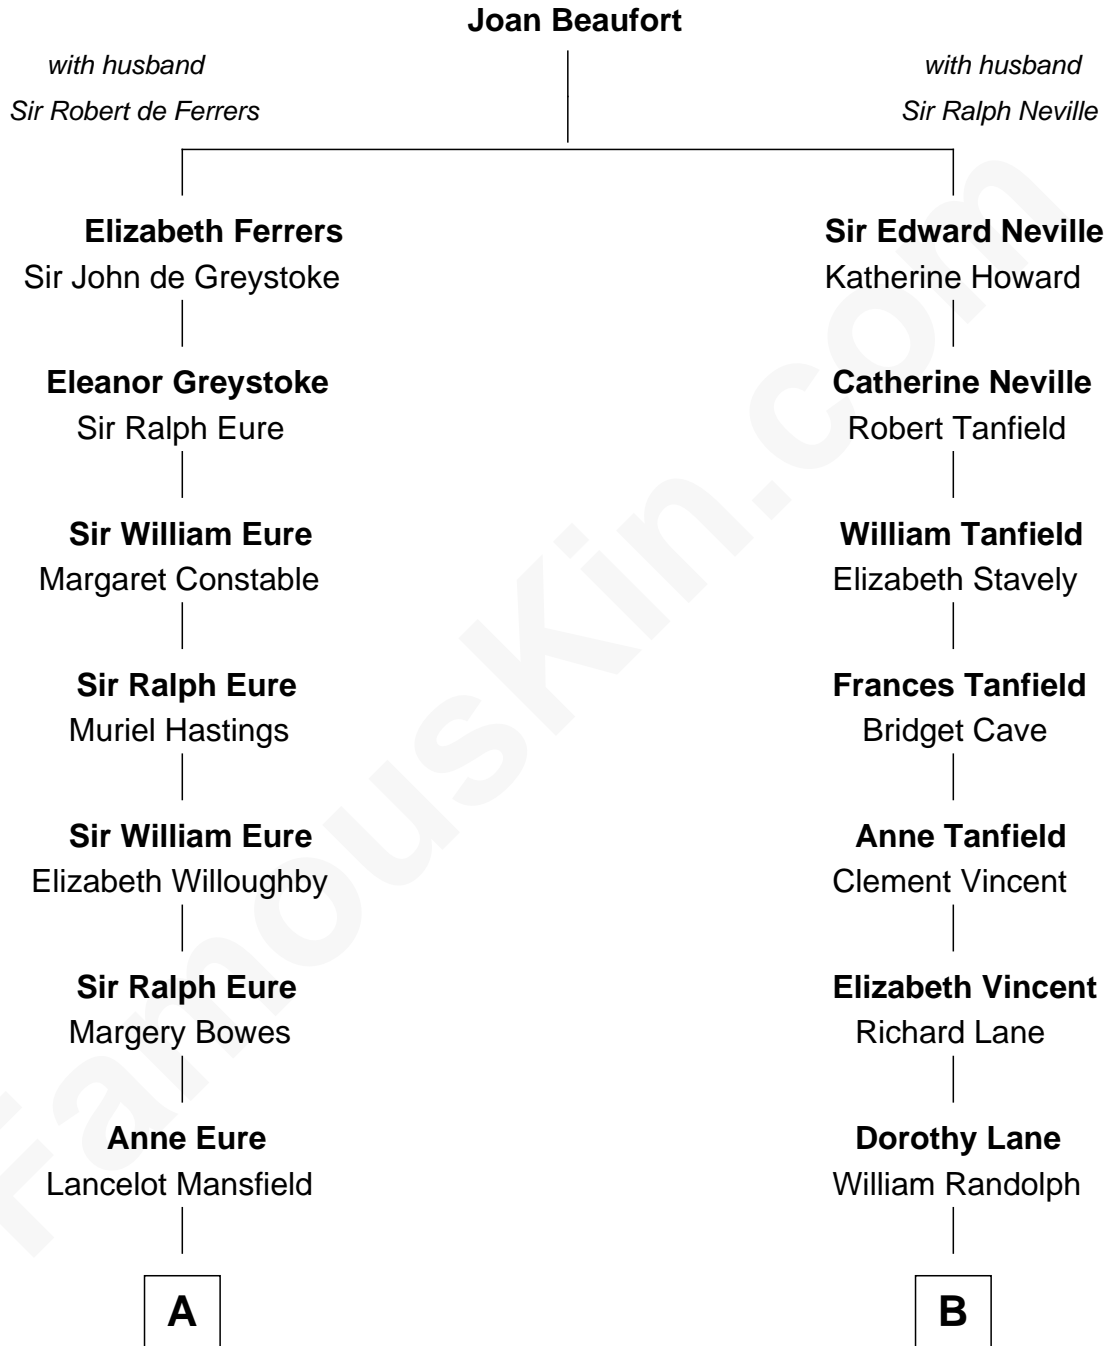 Joan Beaufort
with husband
Sir Robert de Ferrers
with husband
Sir Ralph Neville
Elizabeth Ferrers
Sir John de Greystoke
Sir Edward Neville
Katherine Howard
Eleanor Greystoke
Sir Ralph Eure
Catherine Neville
Robert Tanfield
Sir William Eure
Margaret Constable
William Tanfield
Elizabeth Stavely
Sir Ralph Eure
Muriel Hastings
Frances Tanfield
Bridget Cave
Sir William Eure
Elizabeth Willoughby
Anne Tanfield
Clement Vincent
Sir Ralph Eure
Margery Bowes
Elizabeth Vincent
Richard Lane
Anne Eure
Lancelot Mansfield
Dorothy Lane
William Randolph
A
B
FamousKin.com